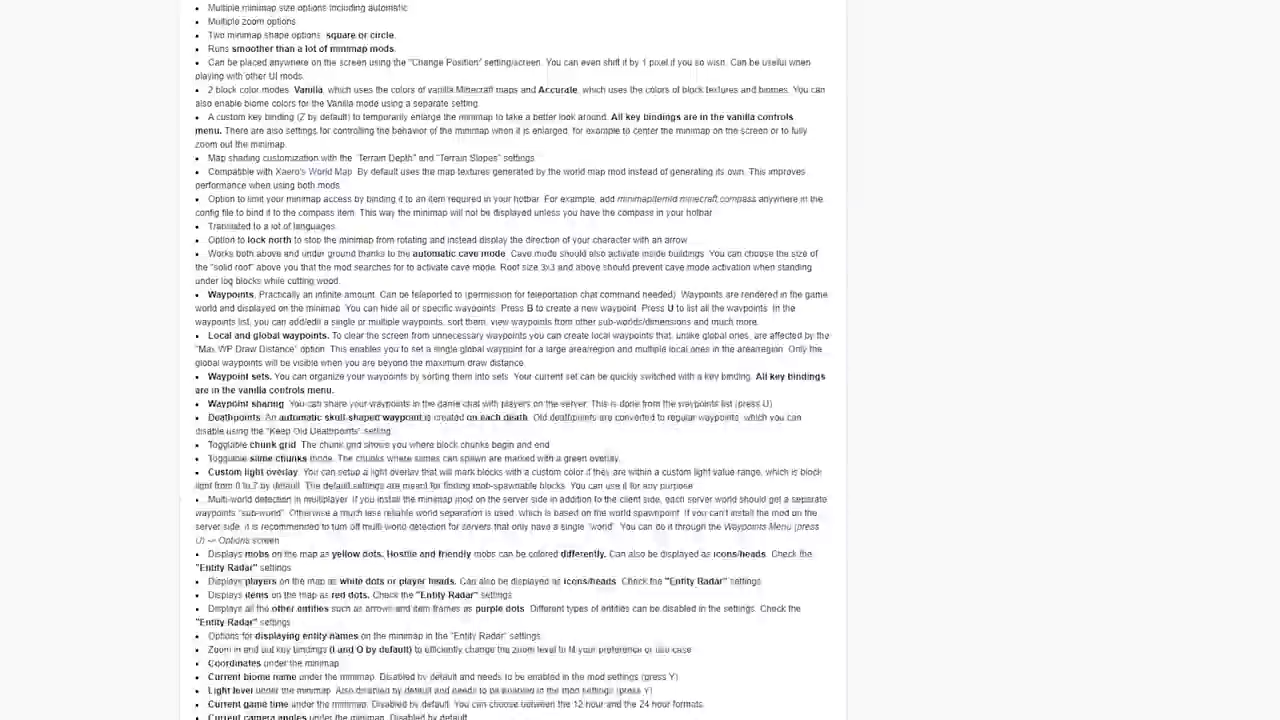 • Multiple minimap size options including automatic
• Multiple zoom options
• Two minimap shape options: square or circle.
• Runs smoother than a lot of minimap mods.
• Can be placed anywhere on the screen using the "Change Position" setting/screen. You can even shift it by 1 pixel if you so wish. Can be useful when
playing with other UI mods.
• 2 block color modes: Vanilla, which uses the colors of vanilla Minecraft maps and Accurate, which uses the colors of block textures and biomes. You can
also enable biome colors for the Vanilla mode using a separate setting.
• A custom key binding (Z by default) to temporarily enlarge the minimap to take a better look around. All key bindings are in the vanilla controls
menu. There are also settings for controlling the behavior of the minimap when it is enlarged, for example to center the minimap on the screen or to fully
zoom out the minimap.
• Map shading customization with the "Terrain Depth" and "Terrain Slopes" settings.
• Compatible with Xaero's World Map. By default uses the map textures generated by the world map mod instead of generating its own. This improves
performance when using both mods.
• Option to limit your minimap access by binding it to an item required in your hotbar. For example, add minimapItemId:minecraft:compass anywhere in the
config file to bind it to the compass item. This way the minimap will not be displayed unless you have the compass in your hotbar.
• Translated to a lot of languages.
• Option to lock north to stop the minimap from rotating and instead display the direction of your character with an arrow.
• Works both above and under ground thanks to the automatic cave mode. Cave mode should also activate inside buildings. You can choose the size of
the "solid roof" above you that the mod searches for to activate cave mode. Roof size 3x3 and above should prevent cave mode activation when standing
under log blocks while cutting wood.
• Waypoints. Practically an infinite amount. Can be teleported to (permission for teleportation chat command needed). Waypoints are rendered in the game
world and displayed on the minimap. You can hide all or specific waypoints. Press B to create a new waypoint. Press U to list all the waypoints. In the
waypoints list, you can add/edit a single or multiple waypoints, sort them, view waypoints from other sub-worlds/dimensions and much more.
• Local and global waypoints. To clear the screen from unnecessary waypoints you can create local waypoints that, unlike global ones, are affected by the
"Max. WP Draw Distance" option. This enables you to set a single global waypoint for a large area/region and multiple local ones in the area/region. Only the
global waypoints will be visible when you are beyond the maximum draw distance.
• Waypoint sets. You can organize your waypoints by sorting them into sets. Your current set can be quickly switched with a key binding. All key bindings
are in the vanilla controls menu.
• Waypoint sharing. You can share your waypoints in the game chat with players on the server. This is done from the waypoints list (press U).
• Deathpoints. An automatic skull-shaped waypoint is created on each death. Old deathpoints are converted to regular waypoints, which you can
disable using the "Keep Old Deathpoints" setting.
• Togglable chunk grid. The chunk grid shows you where block chunks begin and end.
• Togglable slime chunks mode. The chunks where slimes can spawn are marked with a green overlay.
• Custom light overlay. You can setup a light overlay that will mark blocks with a custom color if they are within a custom light value range, which is block
light from 0 to 7 by default. The default settings are meant for finding mob-spawnable blocks. You can use it for any purpose.
• Multi-world detection in multiplayer. If you install the minimap mod on the server side in addition to the client side, each server world should get a separate
waypoints "sub-world". Otherwise a much less reliable world separation is used, which is based on the world spawnpoint. If you can't install the mod on the
server side, it is recommended to turn off multi-world detection for servers that only have a single "world". You can do it through the Waypoints Menu (press
U) -> Options screen.
• Displays mobs on the map as yellow dots. Hostile and friendly mobs can be colored differently. Can also be displayed as icons/heads. Check the
"Entity Radar" settings.
• Displays players on the map as white dots or player heads. Can also be displayed as icons/heads. Check the "Entity Radar" settings.
• Displays items on the map as red dots. Check the "Entity Radar" settings.
• Displays all the other entities such as arrows and item frames as purple dots. Different types of entities can be disabled in the settings. Check the
"Entity Radar" settings.
• Options for displaying entity names on the minimap in the "Entity Radar" settings.
• Zoom in and out key bindings (I and O by default) to efficiently change the zoom level to fit your preference or use case.
• Coordinates under the minimap.
• Current biome name under the minimap. Disabled by default and needs to be enabled in the mod settings (press Y).
• Light level under the minimap. Also disabled by default and needs to be enabled in the mod settings (press Y).
• Current game time under the minimap. Disabled by default. You can choose between the 12 hour and the 24 hour formats.
• Current camera angles under the minimap. Disabled by default.